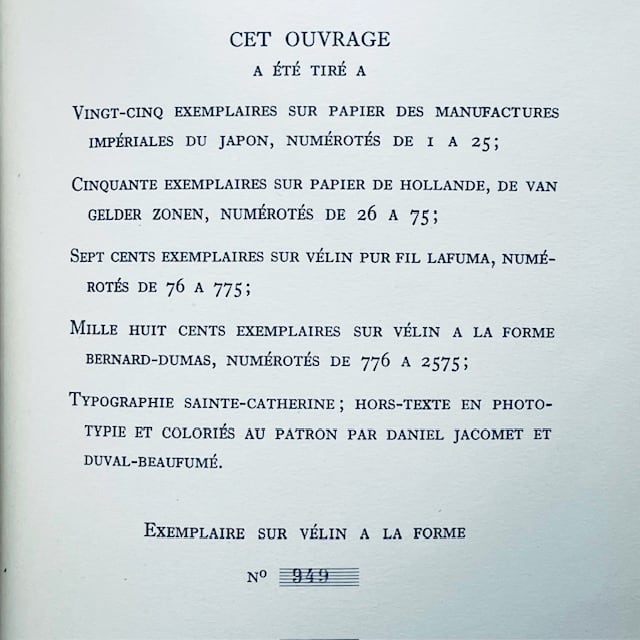 CET OUVRAGE
A ÉTÉ TIRÉ A
VINGT-CINQ EXEMPLAIRES SUR PAPIER DES MANUFACTURES
IMPÉRIALES DU JAPON, NUMÉROTÉS DE 1 A 25;
CINQUANTE EXEMPLAIRES SUR PAPIER DE HOLLANDE, DE VAN
GELDER ZONEN, NUMÉROTÉS DE 26 A 75;
SEPT CENTS EXEMPLAIRES SUR VÉLIN PUR FIL LAFUMA, NUMÉ-
ROTÉS DE 76 A 775;
MILLE HUIT CENTS EXEMPLAIRES SUR VÉLIN A LA FORME
BERNARD-DUMAS, NUMÉROTÉS DE 776 A 2575;
TYPOGRAPHIE SAINTE-CATHERINE; HORS-TEXTE EN PHOTO-
TYPIE ET COLORIÉS AU PATRON PAR DANIEL JACOMET ET
DUVAL-BEAUFUMÉ.
EXEMPLAIRE SUR VÉLIN A LA FORME
Nº 949